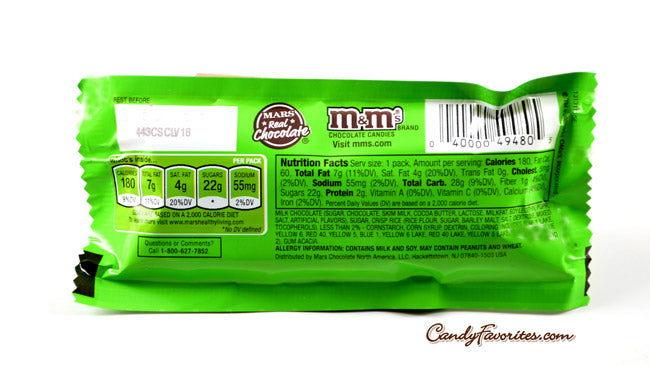 BEST BEFORE
443CSCLV18
MARS
Real
Chocolate
m&m's
BRAND
CHOCOLATE CANDIES
Visit mms.com
0 40000 49480 3
What's Inside...
PER PACK
CALORIES
180
9%DV
TOTAL FAT
7g
11%DV
SAT. FAT
4g
20%DV
SUGARS
22g
*
SODIUM
55mg
2%DV
BASED ON A 2,000 CALORIE DIET
visit www.marshealthyliving.com
*No DV defined
Questions or Comments?
Call 1-800-627-7852
Nutrition Facts Serv size: 1 pack, Amount per serving: Calories 180, Fat Cal.
60, Total Fat 7g (11%DV), Sat. Fat 4g (20%DV), Trans Fat 0g, Cholest.
(2%DV), Sodium 55mg (2%DV), Total Carb. 28g (9%DV), Fiber 1g
Sugars 22g, Protein 2g, Vitamin A (0%DV), Vitamin C (0%DV), Calcium
Iron (2%DV). Percent Daily Values (DV) are based on a 2,000 calorie diet.
MILK CHOCOLATE (SUGAR, CHOCOLATE, SKIM MILK, COCOA BUTTER, LACTOSE, MILKFAT, SOY
SALT, ARTIFICIAL FLAVORS), SUGAR, CRISP RICE (RICE FLOUR, SUGAR, BARLEY MALT
TOCOPHEROLS), LESS THAN 2% - CORNSTARCH, CORN SYRUP, DEXTRIN, COLORING
YELLOW 6, RED 40, YELLOW 5, BLUE 1, YELLOW 6 LAKE, RED 40 LAKE, YELLOW 5 LAKE
2), GUM ACACIA.
ALLERGY INFORMATION: CONTAINS MILK AND SOY, MAY CONTAIN PEANUTS AND WHEAT.
Distributed by Mars Chocolate North America, LLC, Hackettstown, NJ 07840-1503 USA
CandyFavorites.com